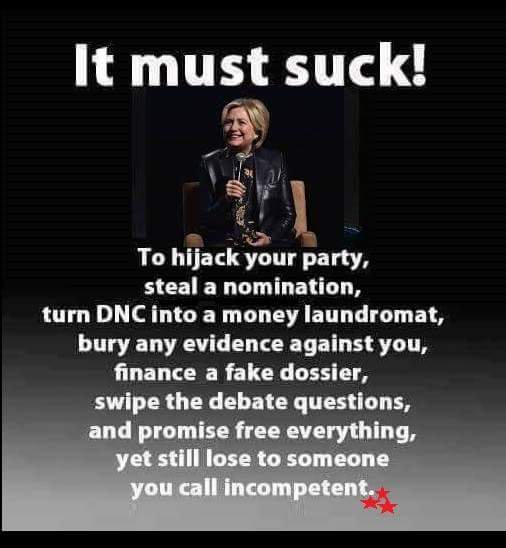 It must suck!
To hijack your party,
steal a nomination,
turn DNC into a money laundromat,
bury any evidence against you,
finance a fake dossier,
swipe the debate questions,
and promise free everything,
yet still lose to someone
you call incompetent.